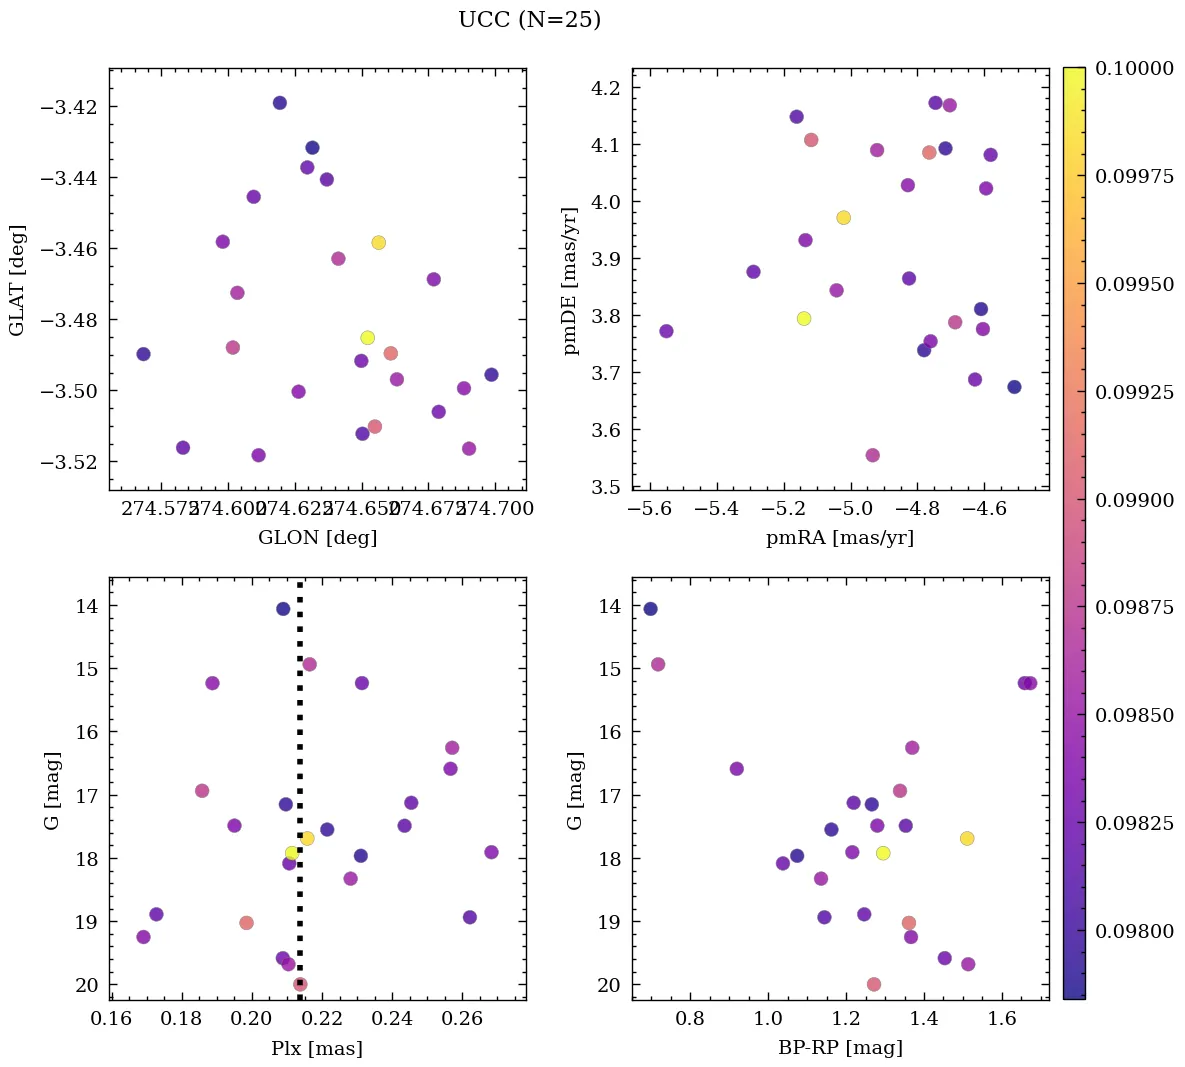 UCC (N=25)
−3.42
−3.44
−3.46
−3.48
−3.50
−3.52
GLAT [deg]
274.575 274.600 274.625 274.650 274.675 274.700
GLON [deg]
4.2
4.1
4.0
3.9
3.8
3.7
3.6
3.5
pmDE [mas/yr]
−5.6 −5.4 −5.2 −5.0 −4.8 −4.6
pmRA [mas/yr]
14
15
16
17
18
19
20
G [mag]
0.16 0.18 0.20 0.22 0.24 0.26
Plx [mas]
14
15
16
17
18
19
20
G [mag]
0.8 1.0 1.2 1.4 1.6
BP-RP [mag]
0.10000
0.09975
0.09950
0.09925
0.09900
0.09875
0.09850
0.09825
0.09800